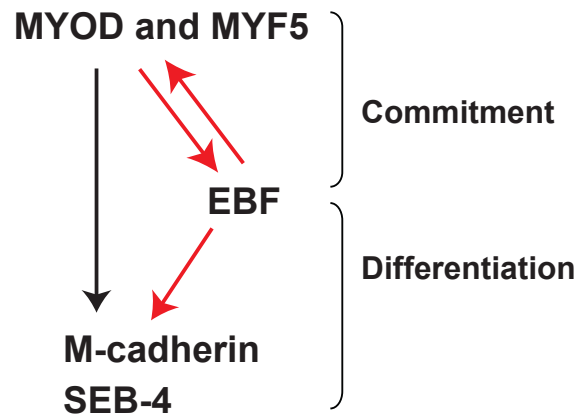 MYOD and MYF5
Commitment
EBF
Differentiation
M-cadherin
SEB-4